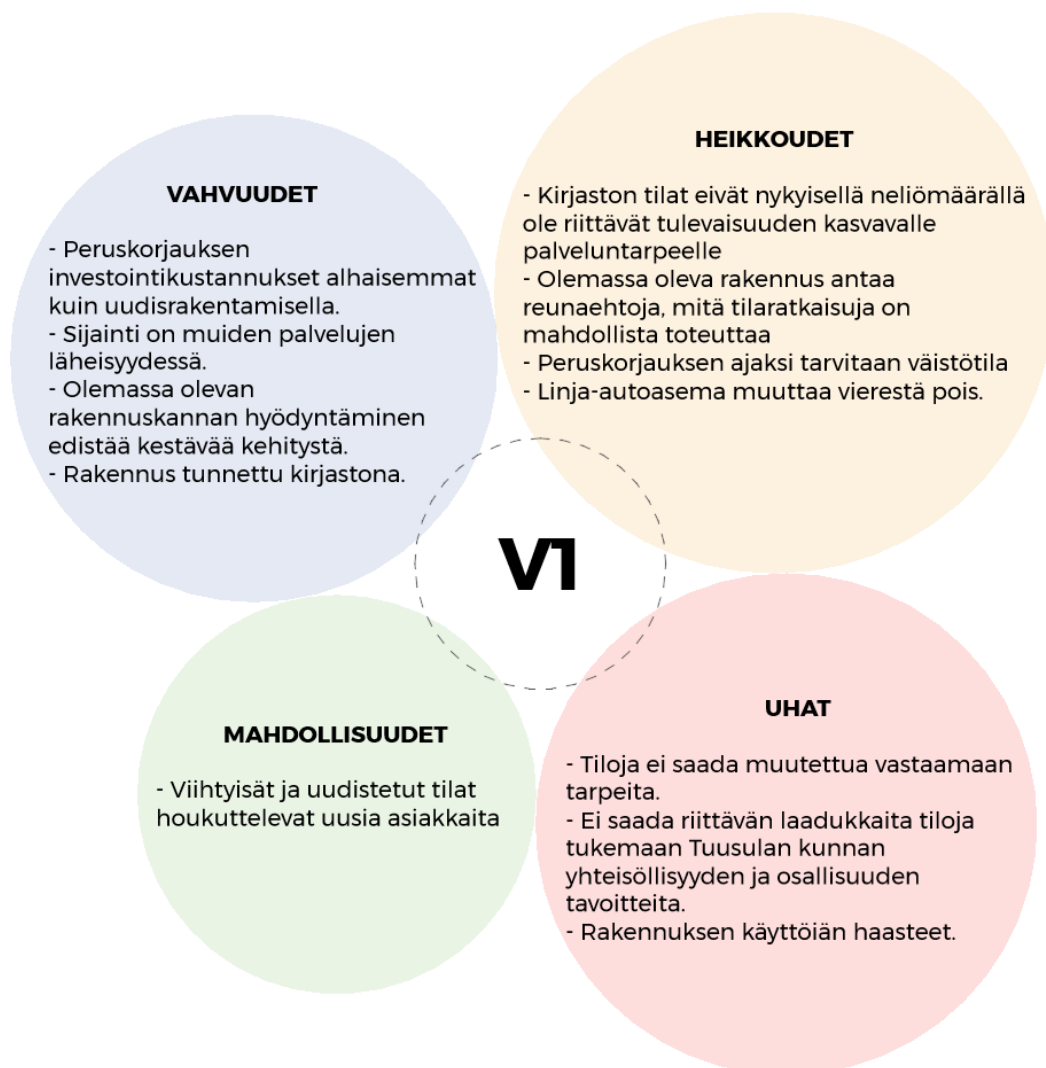 VAHVUUDET
- Peruskorjauksen
investointikustannukset alhaisemmat
kuin uudisrakentamisella.
- Sijainti on muiden palvelujen
läheisyydessä.
- Olemassa olevan
rakennuskannan hyödyntäminen
edistää kestävää kehitystä.
- Rakennus tunnettu kirjastona.
HEIKKOUDET
- Kirjaston tilat eivät nykyisellä neliömäärällä
ole riittävät tulevaisuuden kasvavalle
palveluntarpeelle
- Olemassa oleva rakennus antaa
reunaehtoja, mitä tilaratkaisuja on
mahdollista toteuttaa
- Peruskorjauksen ajaksi tarvitaan väistötila
- Linja-autoasema muuttaa vierestä pois.
V1
MAHDOLLISUUDET
- Viihtyisät ja uudistetut tilat
houkuttelevat uusia asiakkaita
UHAT
- Tiloja ei saada muutettua vastaamaan
tarpeita.
- Ei saada riittävän laadukkaita tiloja
tukemaan Tuusulan kunnan
yhteisöllisyyden ja osallisuuden
tavoitteita.
- Rakennuksen käyttöiän haasteet.